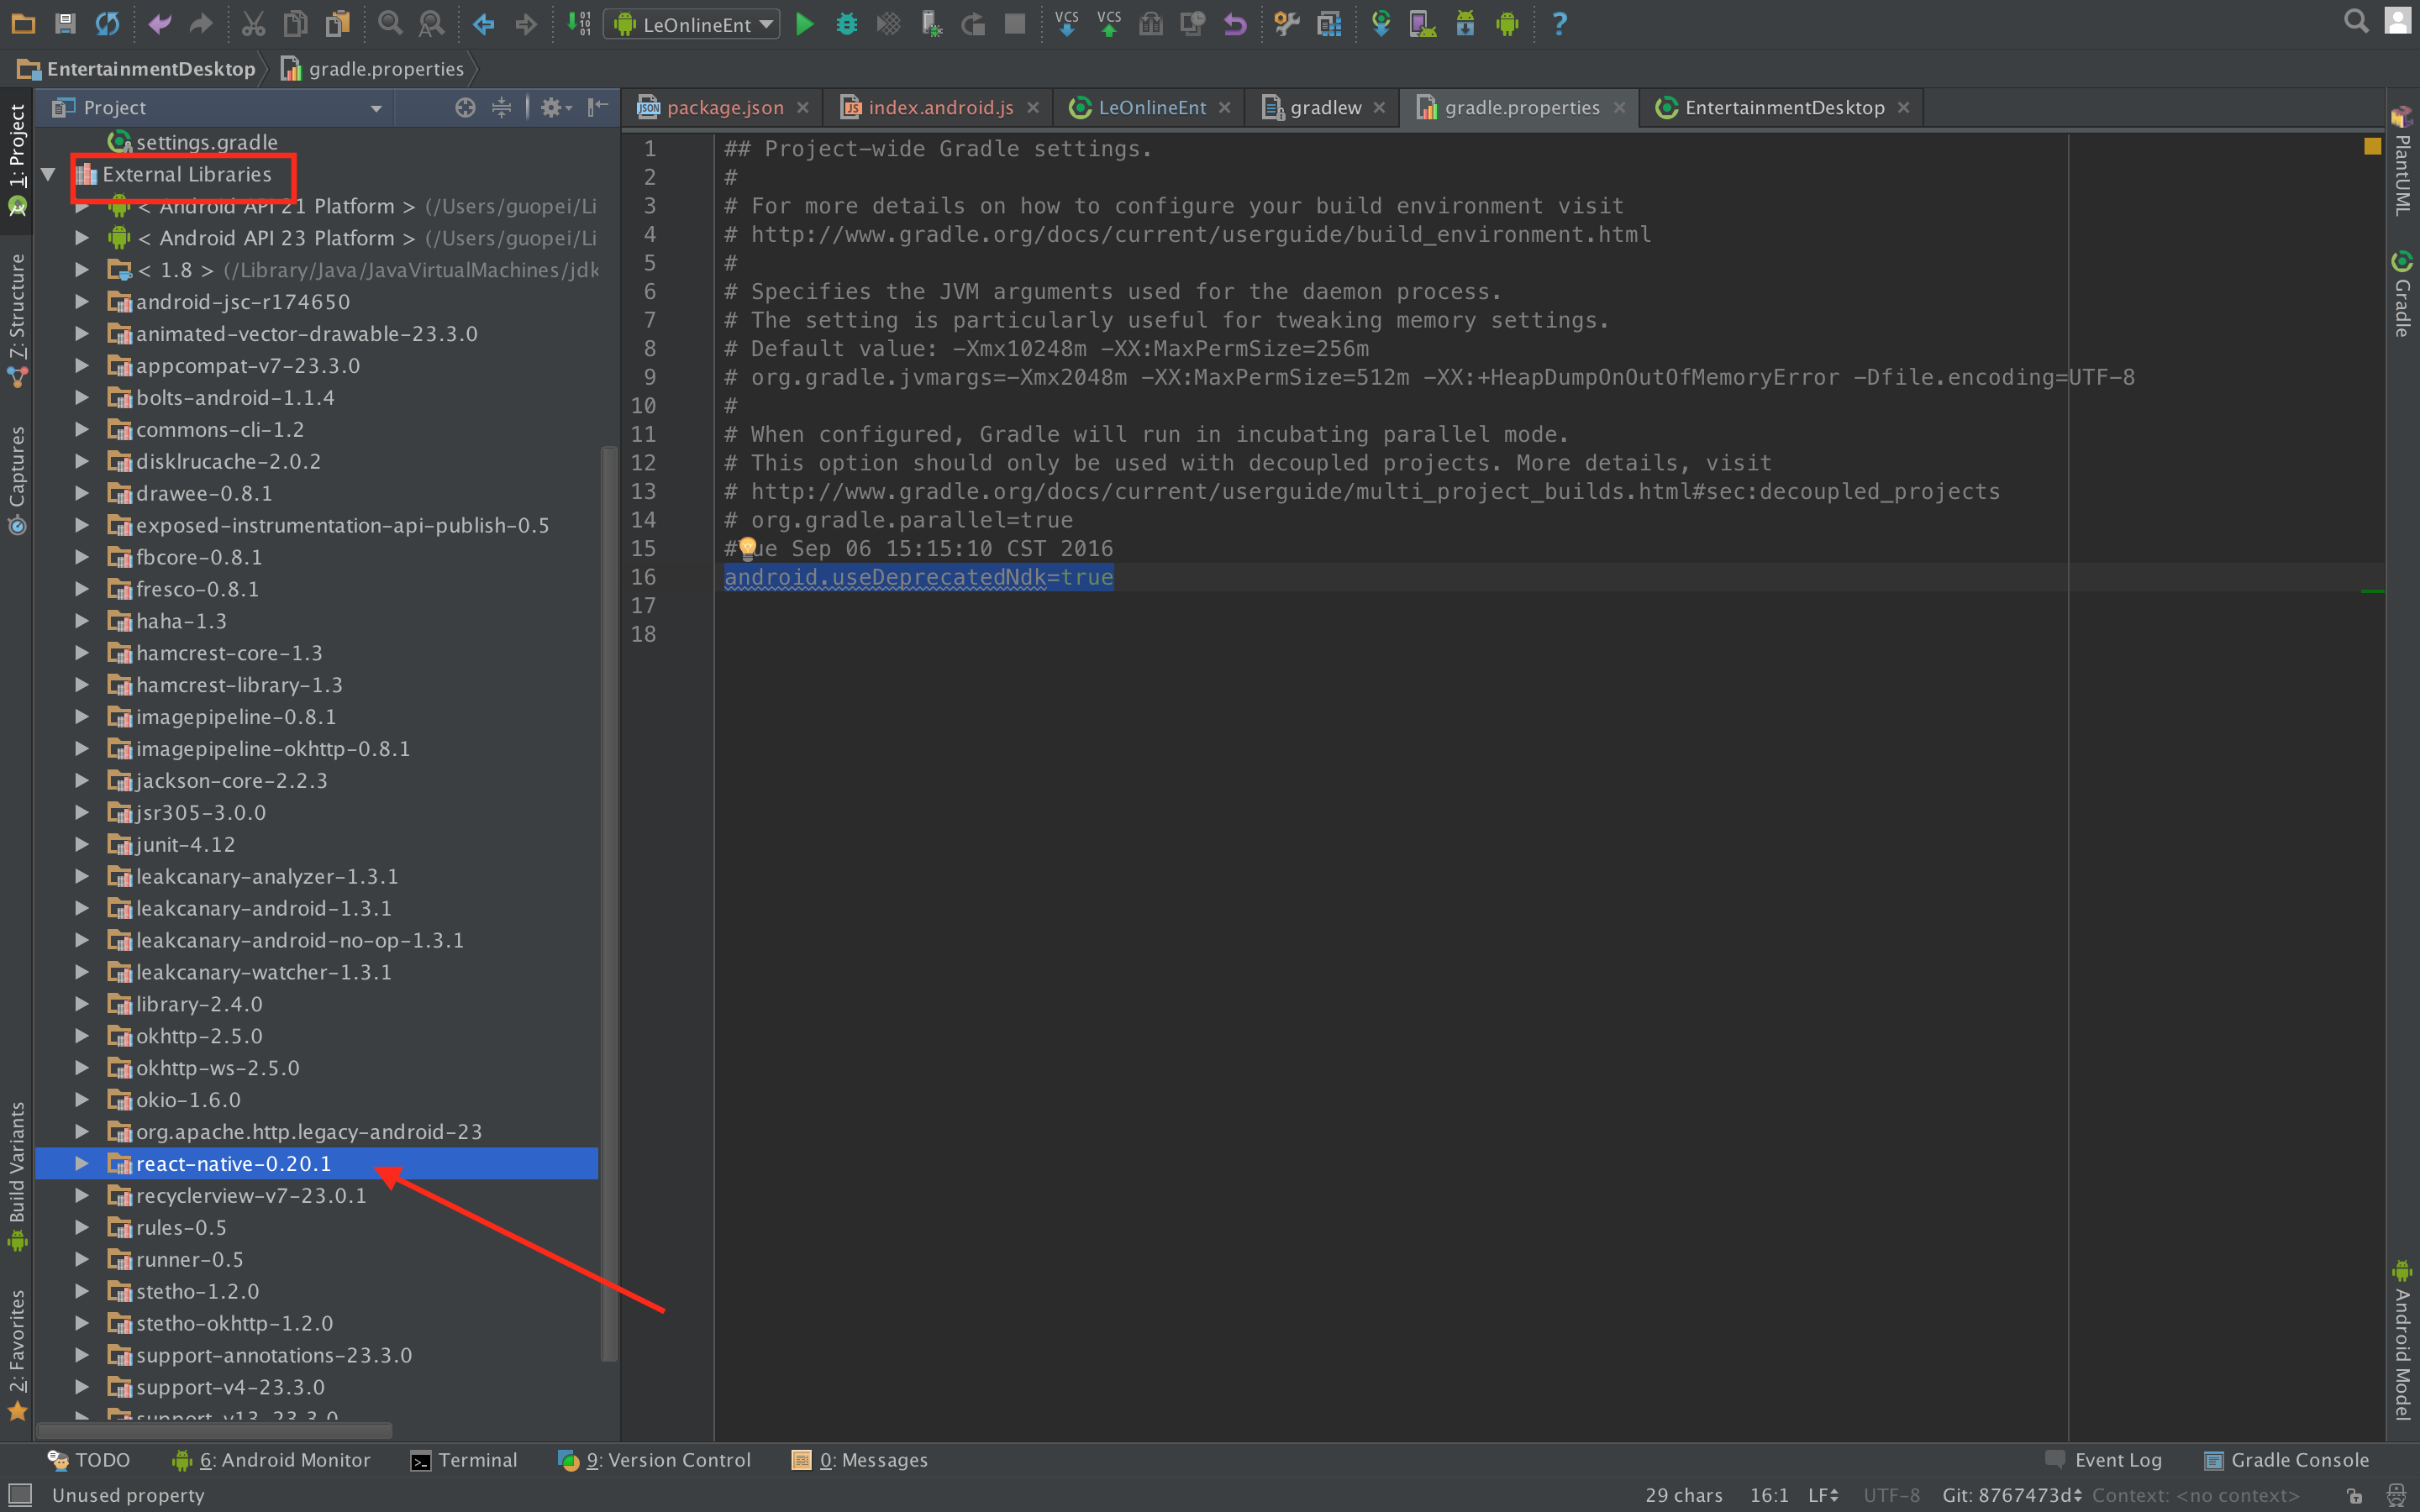 LeOnlineEnt
VCS
VCS
EntertainmentDesktop
gradle.properties
Project
package.json
index.android.js
LeOnlineEnt
gradlew
gradle.properties
EntertainmentDesktop
1: Project
Z: Structure
Captures
Build Variants
2: Favorites
settings.gradle
External Libraries
< Android API 21 Platform > (/Users/guopei/Li
< Android API 23 Platform > (/Users/guopei/Li
< 1.8 > (/Library/Java/JavaVirtualMachines/jdk
android-jsc-r174650
animated-vector-drawable-23.3.0
appcompat-v7-23.3.0
bolts-android-1.1.4
commons-cli-1.2
disklrucache-2.0.2
drawee-0.8.1
exposed-instrumentation-api-publish-0.5
fbcore-0.8.1
fresco-0.8.1
haha-1.3
hamcrest-core-1.3
hamcrest-library-1.3
imagepipeline-0.8.1
imagepipeline-okhttp-0.8.1
jackson-core-2.2.3
jsr305-3.0.0
junit-4.12
leakcanary-analyzer-1.3.1
leakcanary-android-1.3.1
leakcanary-android-no-op-1.3.1
leakcanary-watcher-1.3.1
library-2.4.0
okhttp-2.5.0
okhttp-ws-2.5.0
okio-1.6.0
org.apache.http.legacy-android-23
react-native-0.20.1
recyclerview-v7-23.0.1
rules-0.5
runner-0.5
stetho-1.2.0
stetho-okhttp-1.2.0
support-annotations-23.3.0
support-v4-23.3.0
support-v13-23.3.0
1 ## Project-wide Gradle settings.
2 #
3 # For more details on how to configure your build environment visit
4 # http://www.gradle.org/docs/current/userguide/build_environment.html
5 #
6 # Specifies the JVM arguments used for the daemon process.
7 # The setting is particularly useful for tweaking memory settings.
8 # Default value: -Xmx10248m -XX:MaxPermSize=256m
9 # org.gradle.jvmargs=-Xmx2048m -XX:MaxPermSize=512m -XX:+HeapDumpOnOutOfMemoryError -Dfile.encoding=UTF-8
10 #
11 # When configured, Gradle will run in incubating parallel mode.
12 # This option should only be used with decoupled projects. More details, visit
13 # http://www.gradle.org/docs/current/userguide/multi_project_builds.html#sec:decoupled_projects
14 # org.gradle.parallel=true
15 #Tue Sep 06 15:15:10 CST 2016
16 android.useDeprecatedNdk=true
17
18
PlantUML
Gradle
Android Model
TODO
6: Android Monitor
Terminal
9: Version Control
0: Messages
Event Log
Gradle Console
Unused property
29 chars 16:1 LF UTF-8 Git: 8767473d Context: <no context>